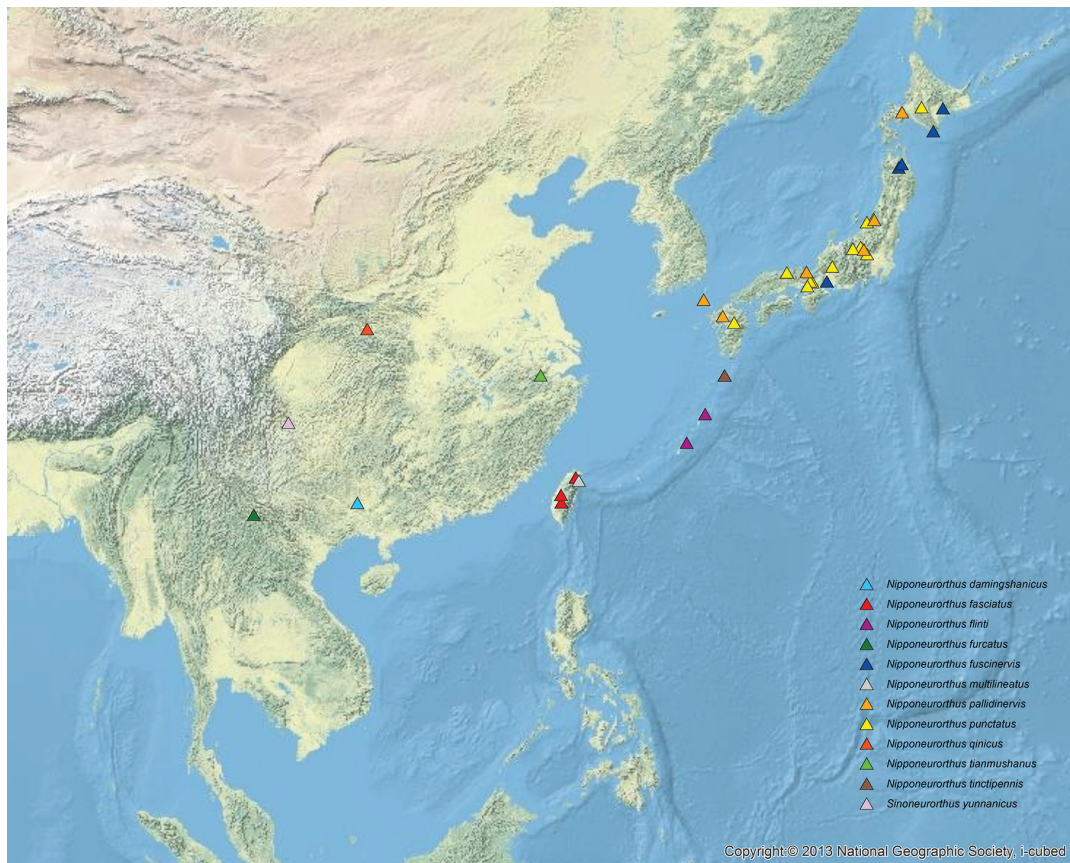 Nipponeurorthus damingshanicus
Nipponeurorthus fasciatus
Nipponeurorthus flinti
Nipponeurorthus furcatus
Nipponeurorthus fuscinervis
Nipponeurorthus multilineatus
Nipponeurorthus pallidinervis
Nipponeurorthus punctatus
Nipponeurorthus qinicus
Nipponeurorthus tianmushanus
Nipponeurorthus tinctipennis
Sinoneurorthus yunnanicus
Copyright:© 2013 National Geographic Society, i-cubed